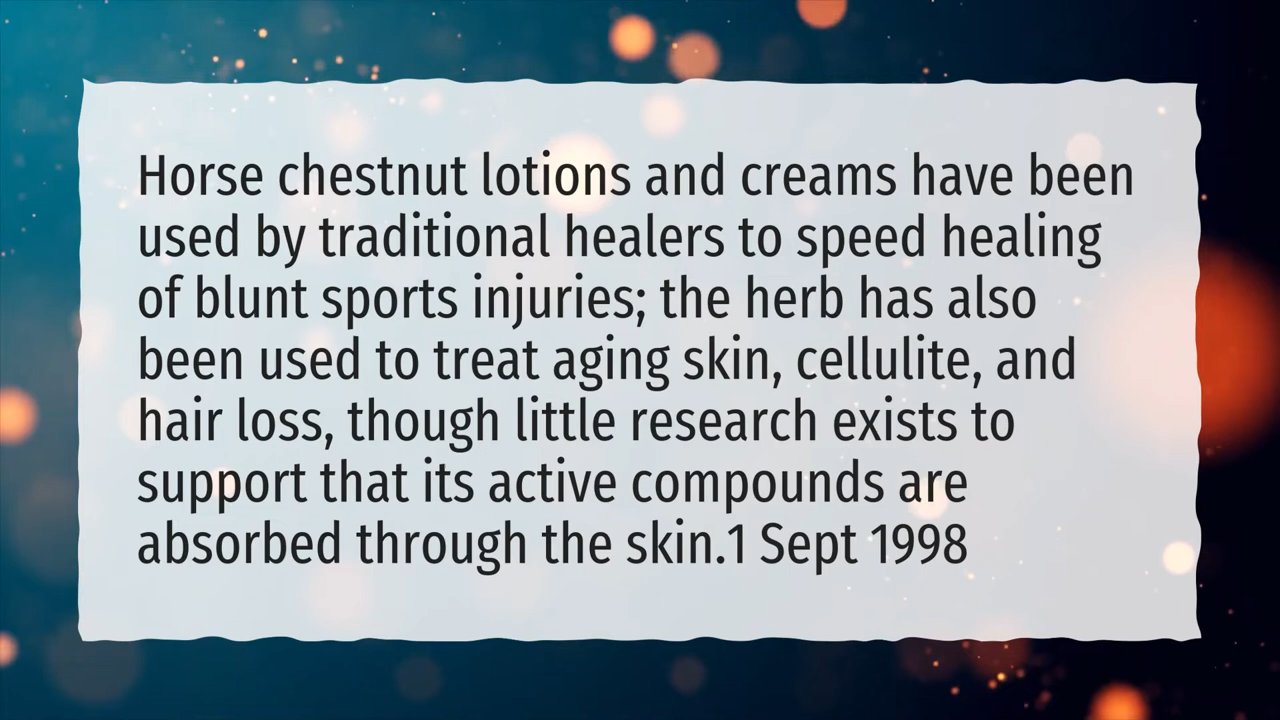 Horse chestnut lotions and creams have been
used by traditional healers to speed healing
of blunt sports injuries; the herb has also
been used to treat aging skin, cellulite, and
hair loss, though little research exists to
support that its active compounds are
absorbed through the skin.1 Sept 1998